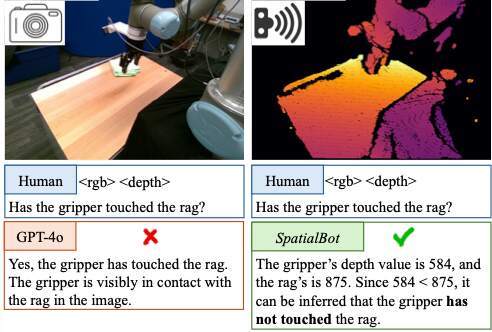 Human <rgb> <depth>
Has the gripper touched the rag?
GPT-4o
Yes, the gripper has touched the rag.
The gripper is visibly in contact with
the rag in the image.
Human <rgb> <depth>
Has the gripper touched the rag?
SpatialBot
The gripper's depth value is 584, and
the rag's is 875. Since 584 < 875, it
can be inferred that the gripper has
not touched the rag.